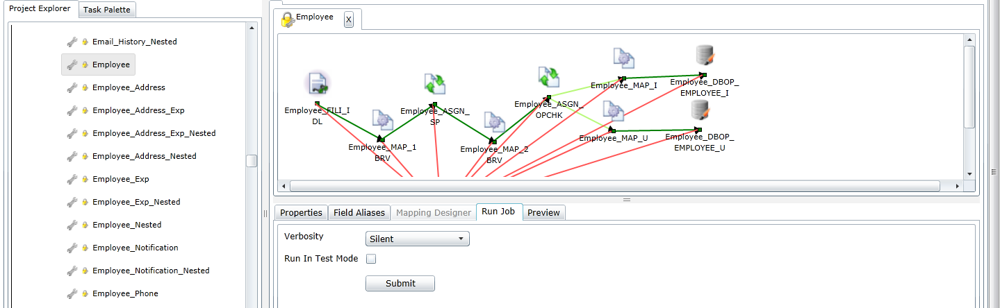 Project Explorer
Task Palette
Email_History_Nested
Employee
Employee_Address
Employee_Address_Exp
Employee_Address_Exp_Nested
Employee_Address_Nested
Employee_Exp
Employee_Exp_Nested
Employee_Nested
Employee_Notification
Employee_Notification_Nested
Employee_Phone
Employee
X
Employee_FILI_I
DL
Employee_MAP_1
BRV
Employee_ASGN_
SP
Employee_MAP_2
BRV
Employee_ASGN_
OPCHK
Employee_MAP_I
Employee_DBOP_
EMPLOYEE_I
Employee_MAP_U
Employee_DBOP_
EMPLOYEE_U
Properties
Field Aliases
Mapping Designer
Run Job
Preview
Verbosity
Silent
Run In Test Mode
Submit